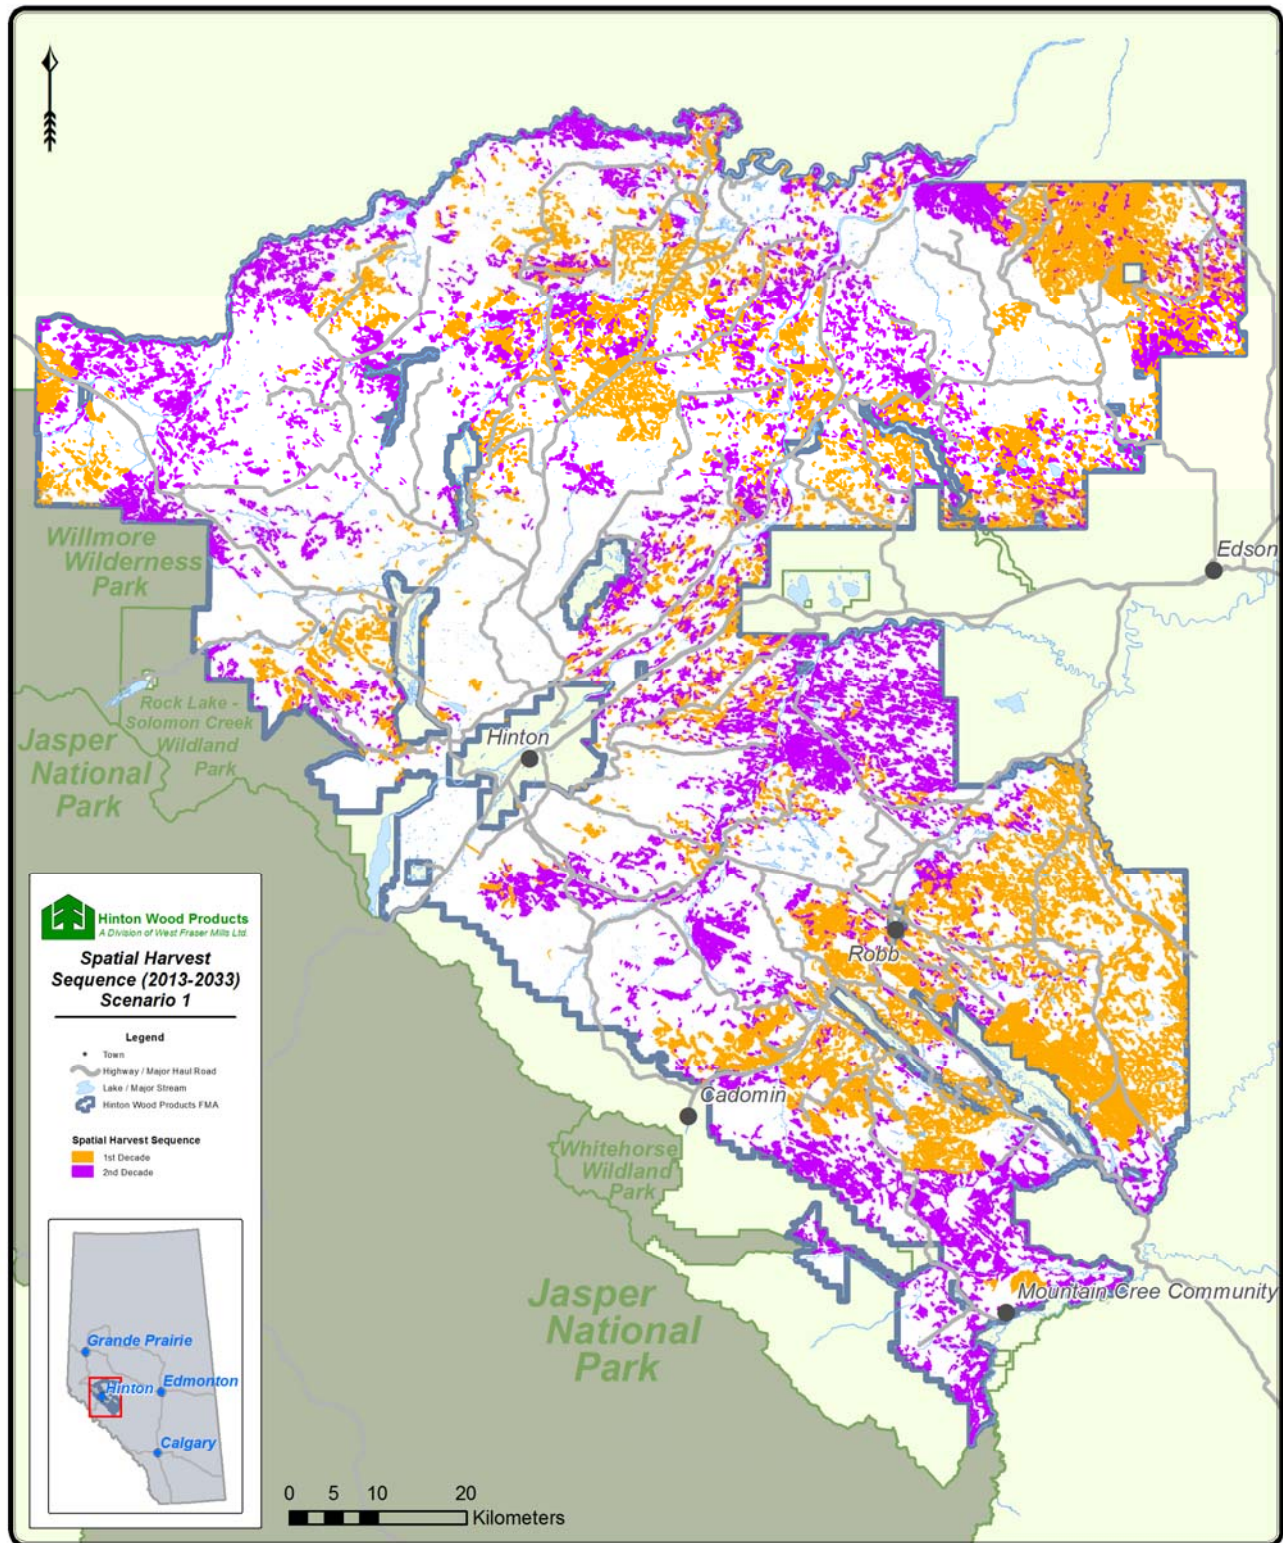 Willmore
Wilderness
Park
Edson
Rock Lake -
Solomon Creek
Wildland
Park
Jasper
National
Park
Hinton
Hinton Wood Products
A Division of West Fraser Mills Ltd.
Spatial Harvest
Sequence (2013-2033)
Scenario 1
Legend
Town
Highway / Major Haul Road
Lake / Major Stream
Hinton Wood Products FMA
Spatial Harvest Sequence
1st Decade
2nd Decade
Robb
Cadomin
Whitehorse
Wildland
Park
Mountain Cree Community
Jasper
National
Park
Grande Prairie
Hinton
Edmonton
Calgary
0 5 10 20
Kilometers